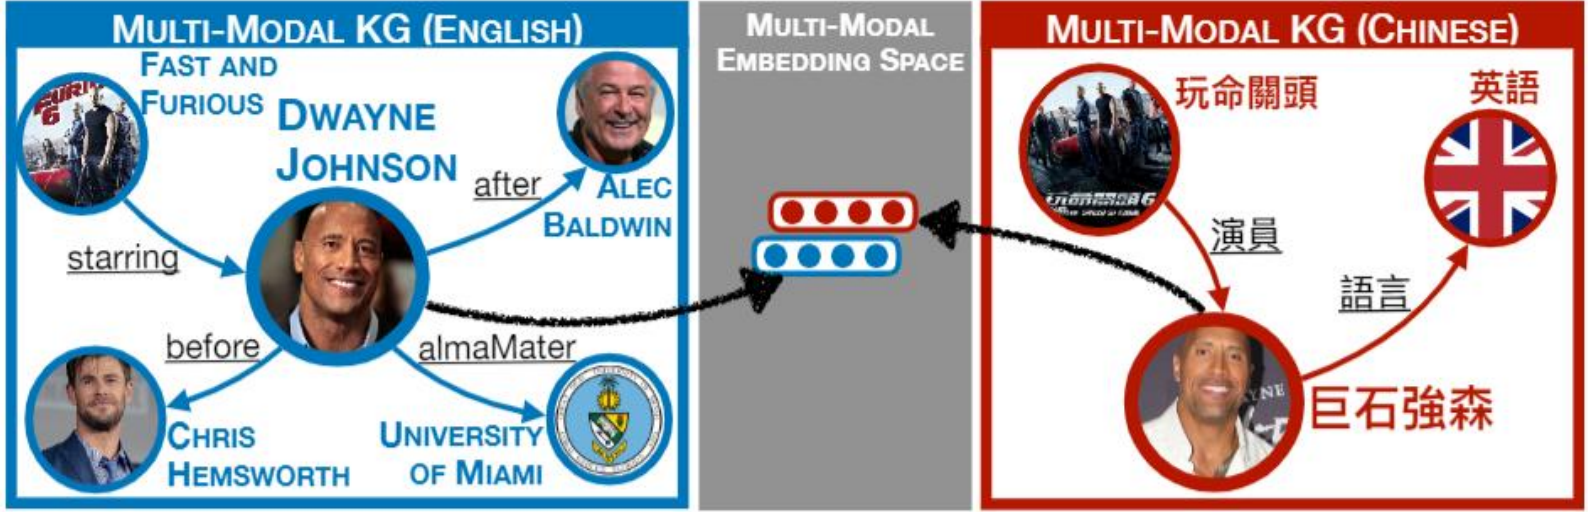 MULTI-MODAL KG (ENGLISH)
FAST AND
FURIOUS
DWAYNE
JOHNSON
after
ALEC
BALDWIN
starring
before
almaMater
CHRIS
HEMSWORTH
UNIVERSITY
OF MIAMI
MULTI-MODAL
EMBEDDING SPACE
MULTI-MODAL KG (CHINESE)
玩命關頭
英語
演員
語言
巨石強森